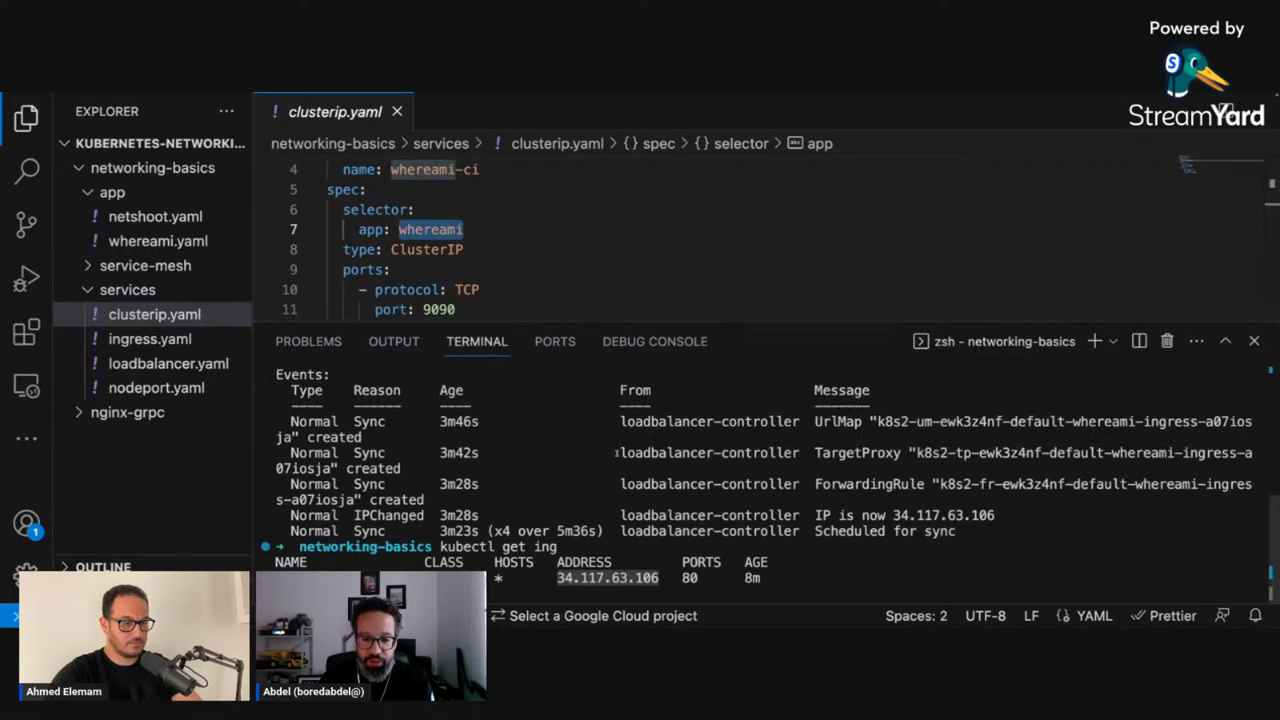 Powered by
S
StreamYard
EXPLORER
KUBERNETES-NETWORKI...
networking-basics
app
! netshoot.yaml
! whereami.yaml
service-mesh
services
! clusterip.yaml
! ingress.yaml
! loadbalancer.yaml
! nodeport.yaml
nginx-grpc
OUTLINE
1
! clusterip.yaml
networking-basics > services > ! clusterip.yaml > {} spec > {} selector > app
4 name: whereami-ci
5 spec:
6 selector:
7 app: whereami
8 type: ClusterIP
9 ports:
10 - protocol: TCP
11 port: 9090
PROBLEMS OUTPUT TERMINAL PORTS DEBUG CONSOLE zsh - networking-basics
Events:
Type Reason Age From Message
---- ------ ---- ---- -------
Normal Sync 3m46s loadbalancer-controller UrlMap "k8s2-um-ewk3z4nf-default-whereami-ingress-a07ios
ja" created
Normal Sync 3m42s loadbalancer-controller TargetProxy "k8s2-tp-ewk3z4nf-default-whereami-ingress-a
07iosja" created
Normal Sync 3m28s loadbalancer-controller ForwardingRule "k8s2-fr-ewk3z4nf-default-whereami-ingres
s-a07iosja" created
Normal IPChanged 3m28s loadbalancer-controller IP is now 34.117.63.106
Normal Sync 3m23s (x4 over 5m36s) loadbalancer-controller Scheduled for sync
→ networking-basics kubectl get ing
NAME CLASS HOSTS ADDRESS PORTS AGE
* 34.117.63.106 80 8m
Select a Google Cloud project Spaces: 2 UTF-8 LF {} YAML Prettier
Ahmed Elemam
Abdel (boredabdel@)